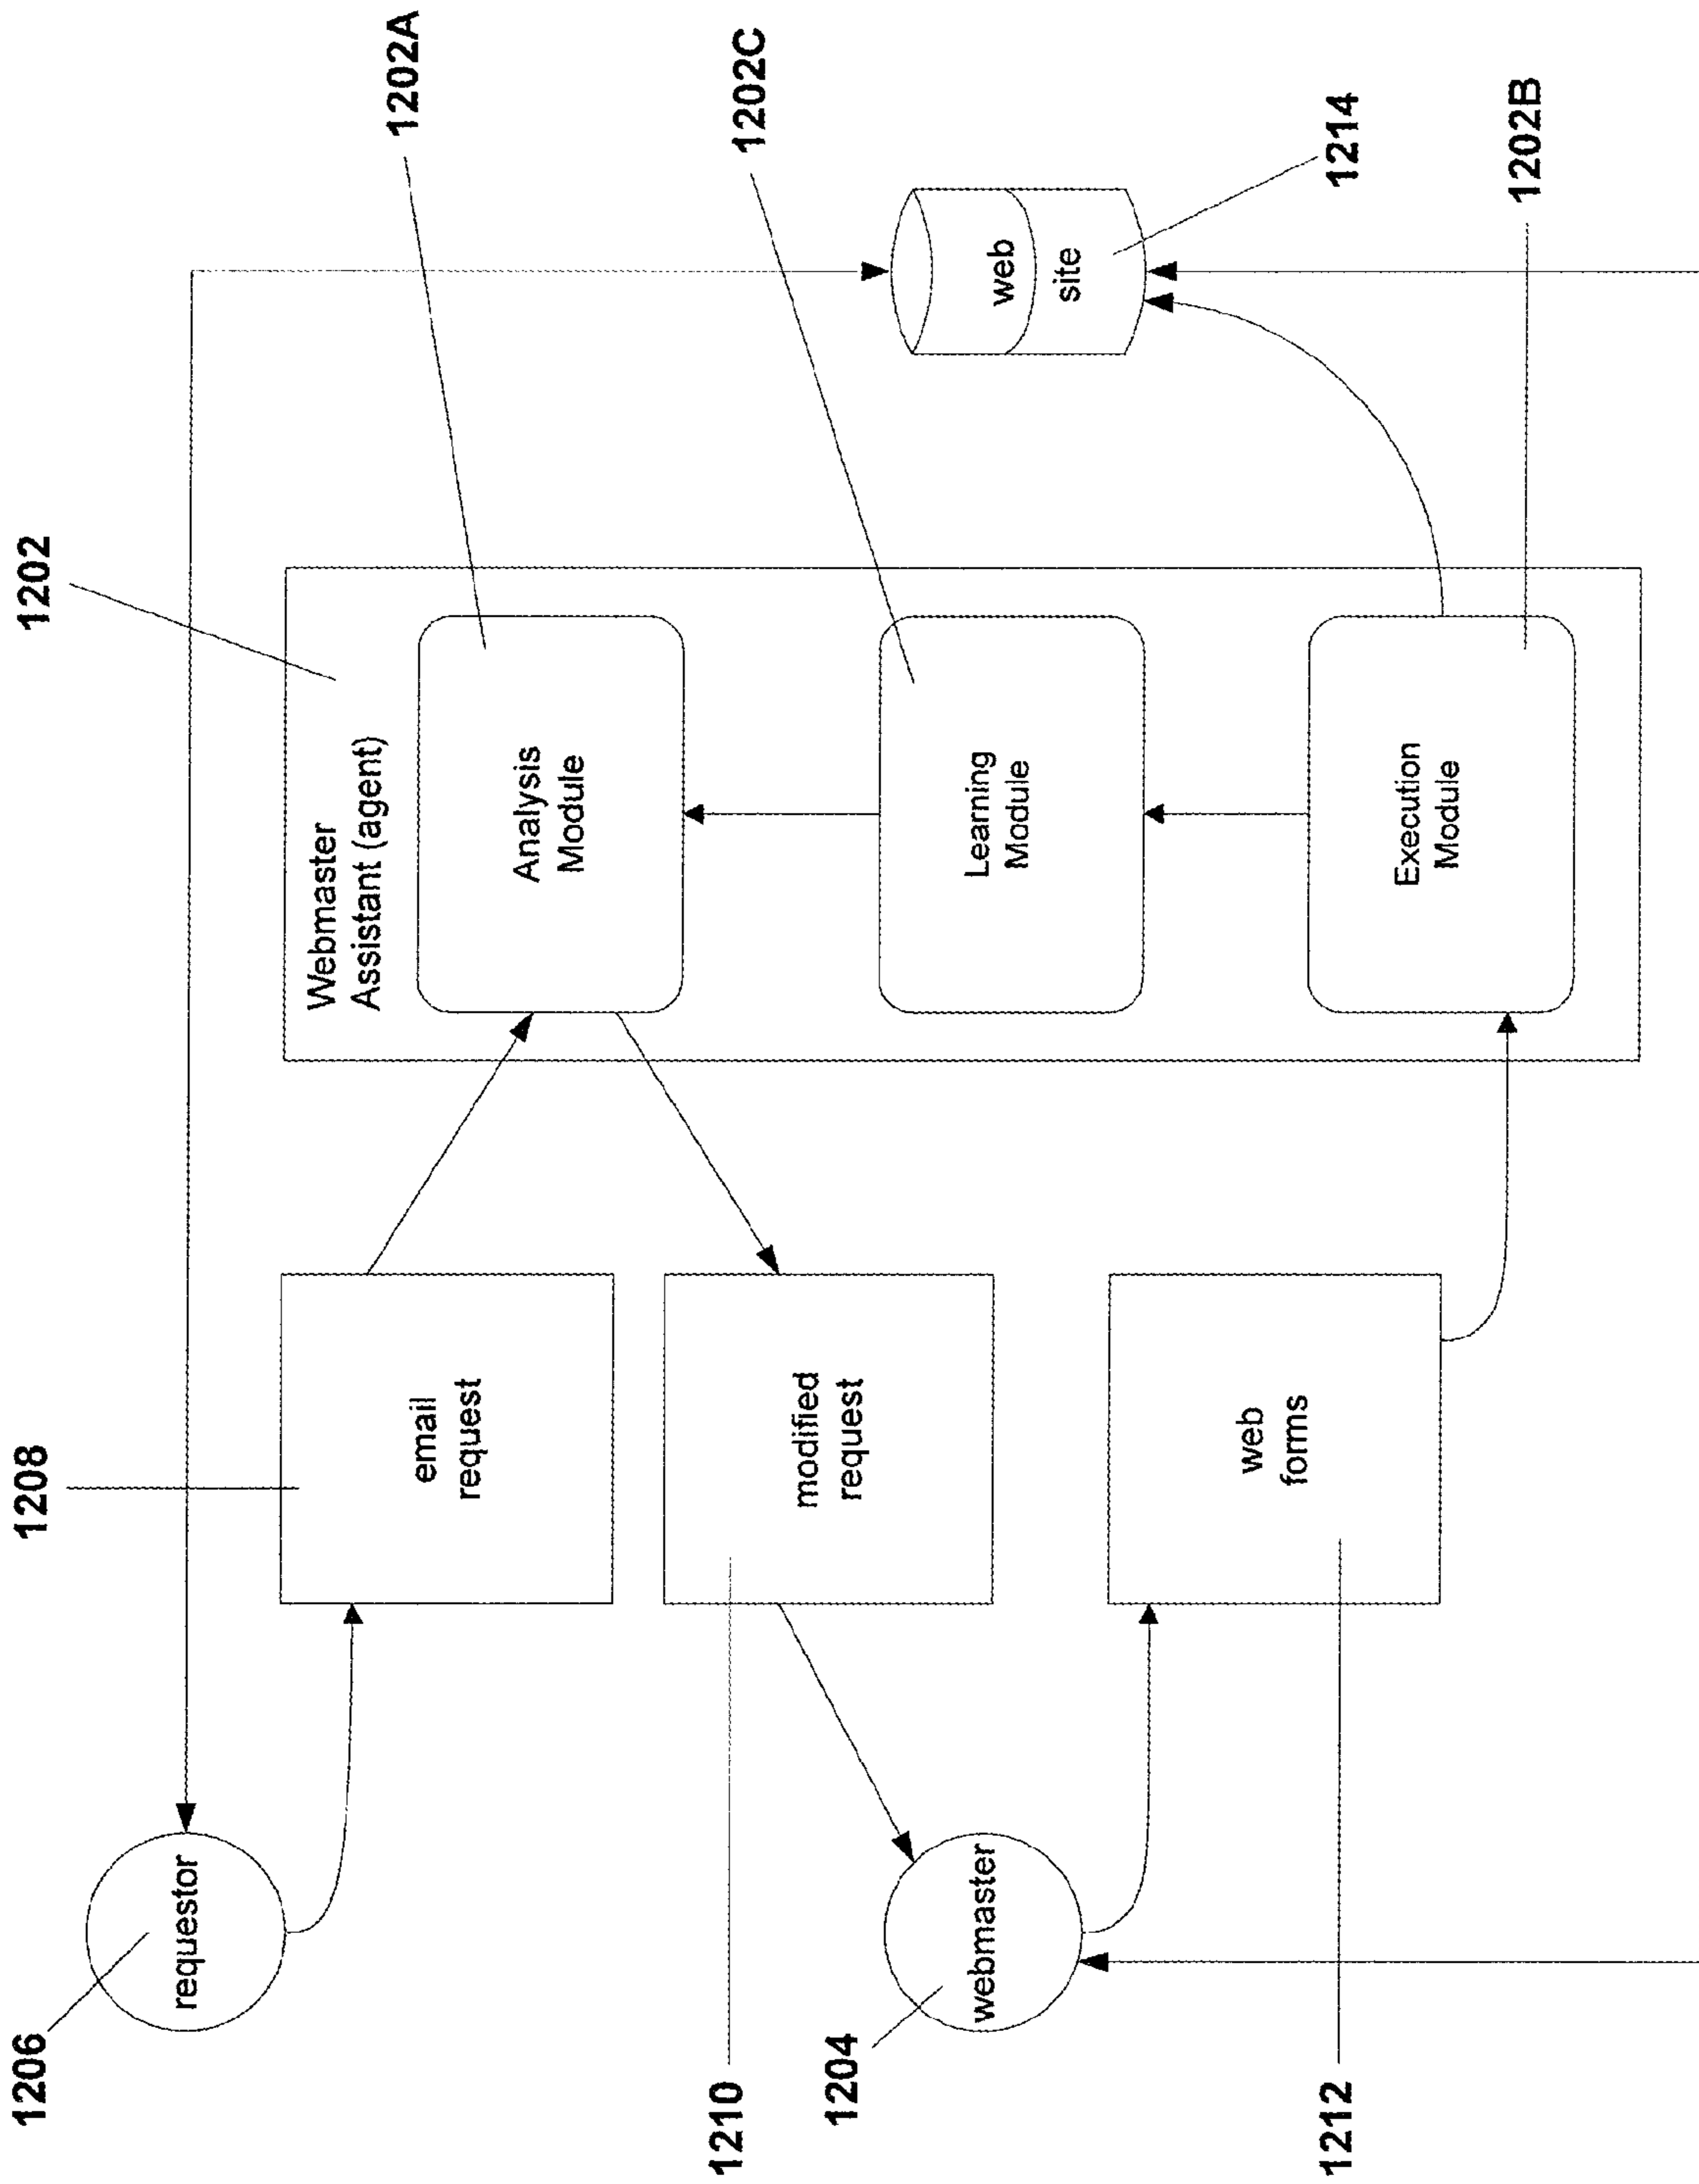 1202
1202A
1202C
1214
1202B
1208
1206
1210
1204
1212
Webmaster
Assistant (agent)
Analysis
Module
Learning
Module
Execution
Module
web
site
email
request
modified
request
web
forms
requestor
webmaster